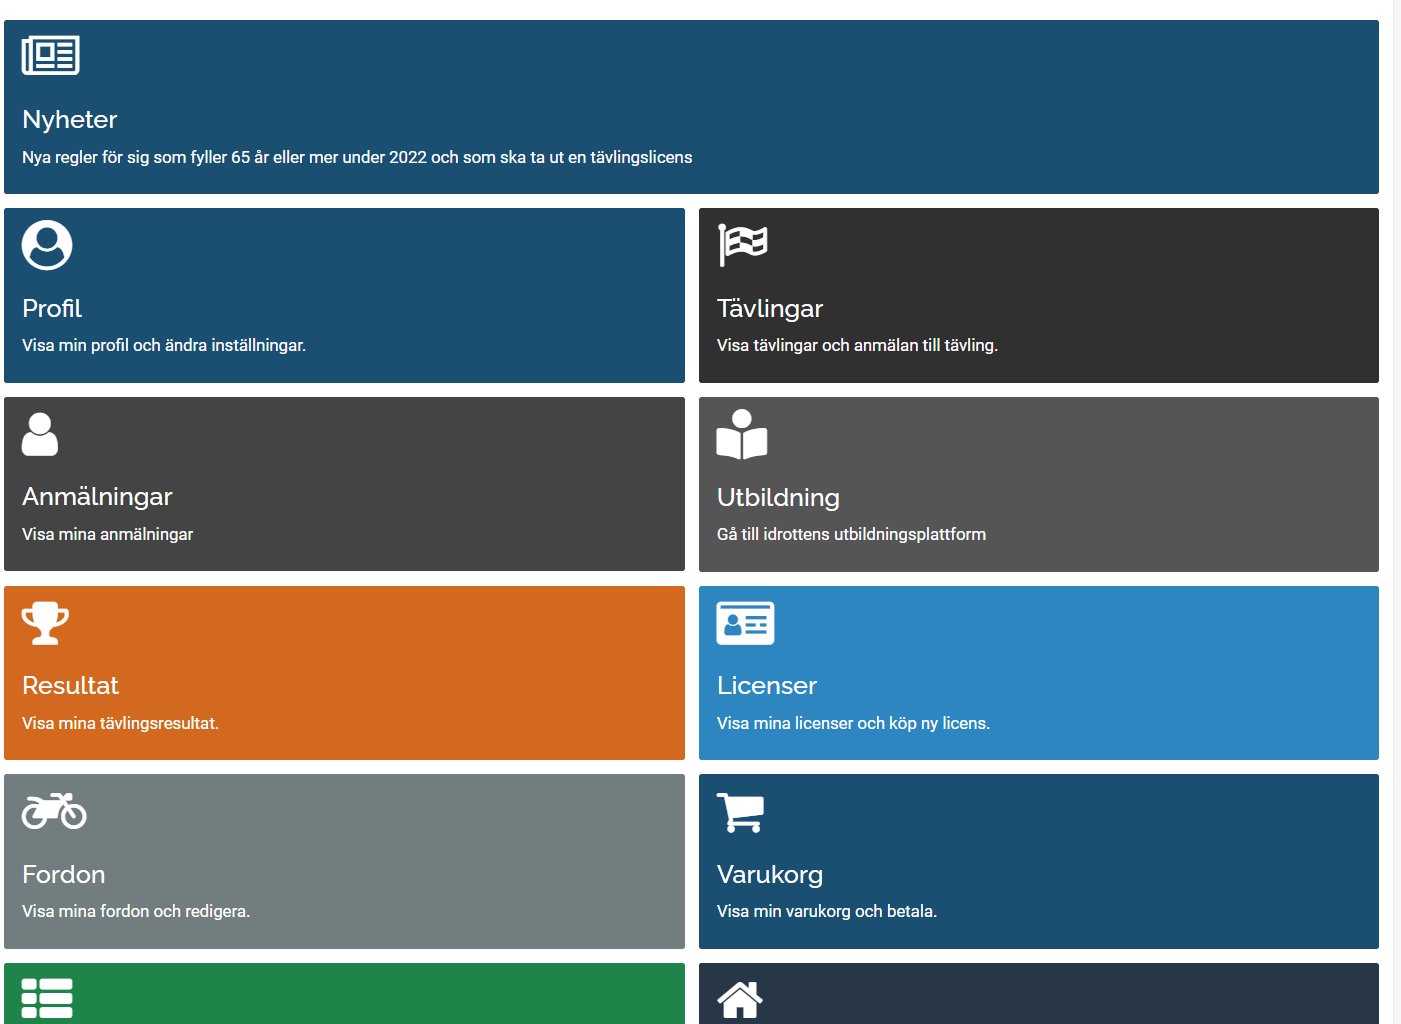 Nyheter
Nya regler för sig som fyller 65 år eller mer under 2022 och som ska ta ut en tävlingslicens
Profil
Visa min profil och ändra inställningar.
Tävlingar
Visa tävlingar och anmälan till tävling.
Anmälningar
Visa mina anmälningar
Utbildning
Gå till idrottens utbildningsplattform
Resultat
Visa mina tävlingsresultat.
Licenser
Visa mina licenser och köp ny licens.
Fordon
Visa mina fordon och redigera.
Varukorg
Visa min varukorg och betala.